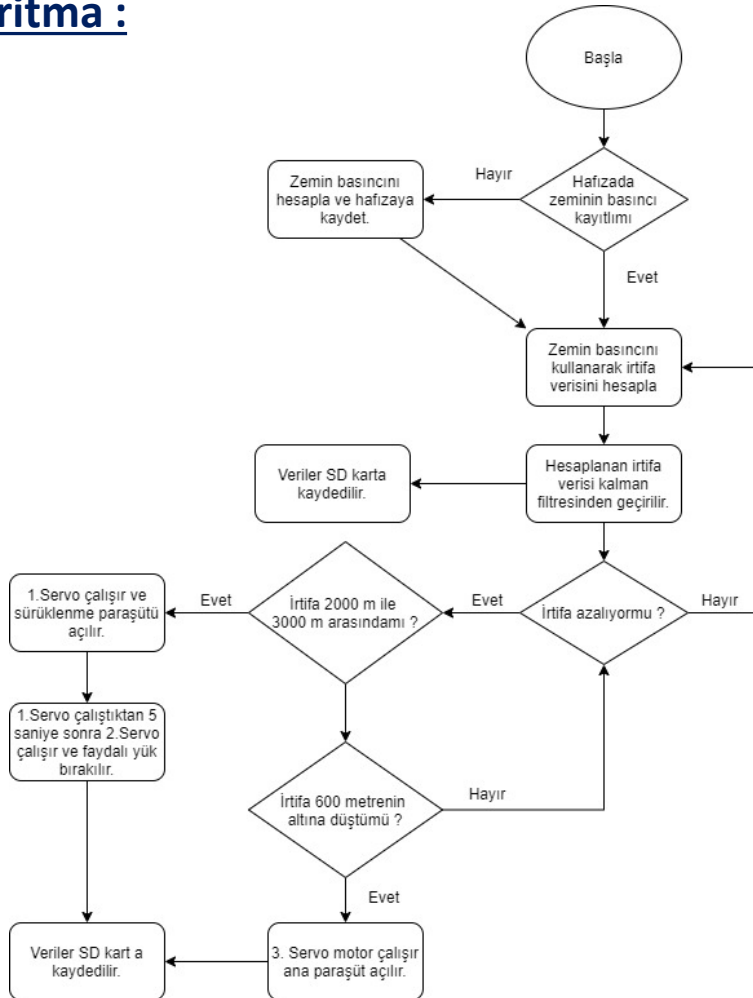 ritma :
Başla
Hafızada
zeminin basıncı
kayıtlımı
Hayır
Zemin basıncını
hesapla ve hafızaya
kaydet.
Evet
Zemin basıncını
kullanarak irtifa
verisini hesapla
Hesaplanan irtifa
verisi kalman
filtresinden geçirilir.
Veriler SD karta
kaydedilir.
İrtifa azalıyormu ?
Hayır
Evet
İrtifa 2000 m ile
3000 m arasındamı ?
Evet
1.Servo çalışır ve
sürüklenme paraşütü
açılır.
1.Servo çalıştıktan 5
saniye sonra 2.Servo
çalışır ve faydalı yük
bırakılır.
İrtifa 600 metrenin
altına düştümü ?
Hayır
Evet
3. Servo motor çalışır
ana paraşüt açılır.
Veriler SD kart a
kaydedilir.